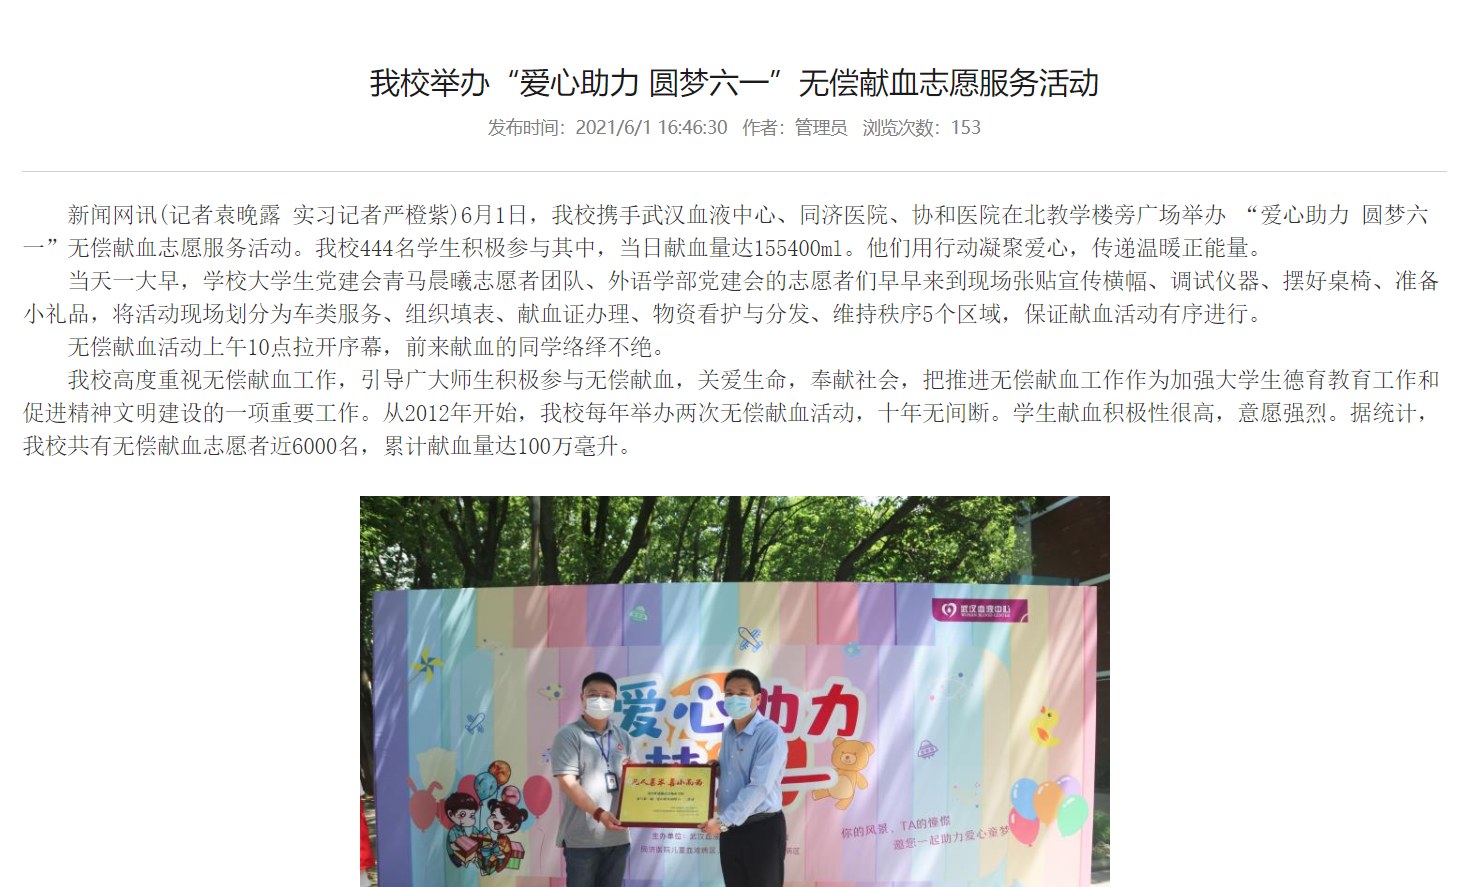 我校举办“爱心助力 圆梦六一”无偿献血志愿服务活动
发布时间：2021/6/1 16:46:30 作者：管理员 浏览次数：153
新闻网讯(记者袁晚露 实习记者严橙紫)6月1日，我校携手武汉血液中心、同济医院、协和医院在北教学楼旁广场举办 “爱心助力 圆梦六
一”无偿献血志愿服务活动。我校444名学生积极参与其中，当日献血量达155400ml。他们用行动凝聚爱心，传递温暖正能量。
当天一大早，学校大学生党建会青马晨曦志愿者团队、外语学部党建会的志愿者们早早来到现场张贴宣传横幅、调试仪器、摆好桌椅、准备
小礼品，将活动现场划分为车类服务、组织填表、献血证办理、物资看护与分发、维持秩序5个区域，保证献血活动有序进行。
无偿献血活动上午10点拉开序幕，前来献血的同学络绎不绝。
我校高度重视无偿献血工作，引导广大师生积极参与无偿献血，关爱生命，奉献社会，把推进无偿献血工作作为加强大学生德育教育工作和
促进精神文明建设的一项重要工作。从2012年开始，我校每年举办两次无偿献血活动，十年无间断。学生献血积极性很高，意愿强烈。据统计，
我校共有无偿献血志愿者近6000名，累计献血量达100万毫升。
武汉血液中心
WUHAN BLOOD CENTER
爱心助力
梦 一
你的风景、TA的憧憬
邀您一起助力爱心童梦
主办单位：武汉血
同济医院儿童血液病区